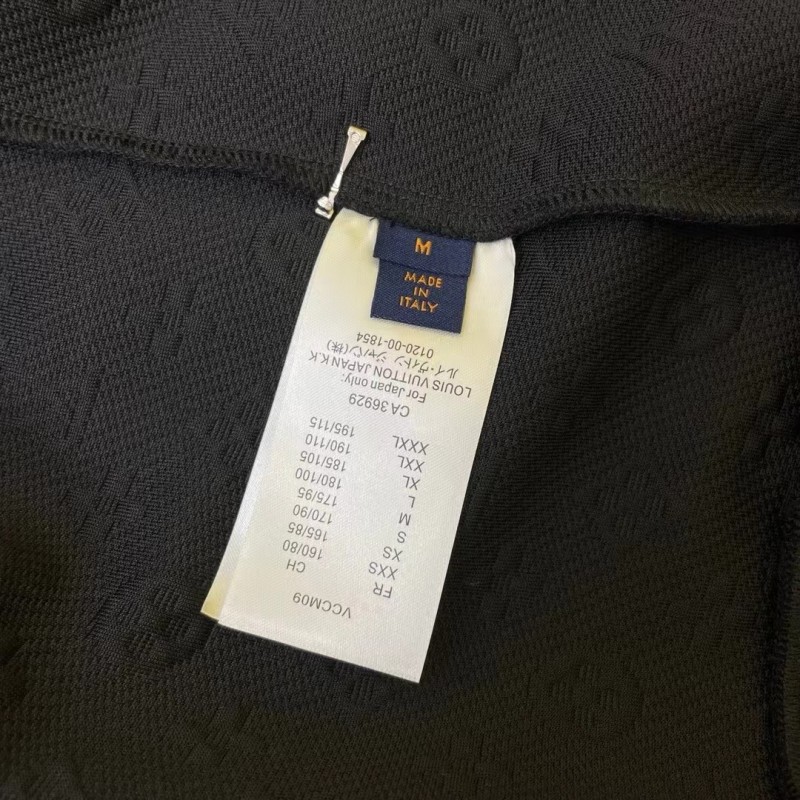 M
MADE
IN
ITALY
VCCM09
FR CH
XXS 160/80
XS 165/85
S 170/90
M 175/95
L 180/100
XL 185/105
XXL 190/110
XXXL 195/115
CA 36929
For Japan only:
LOUIS VUITTON JAPAN K.K
ルイ・ヴィトン ジャパン(株)
0120-00-1854